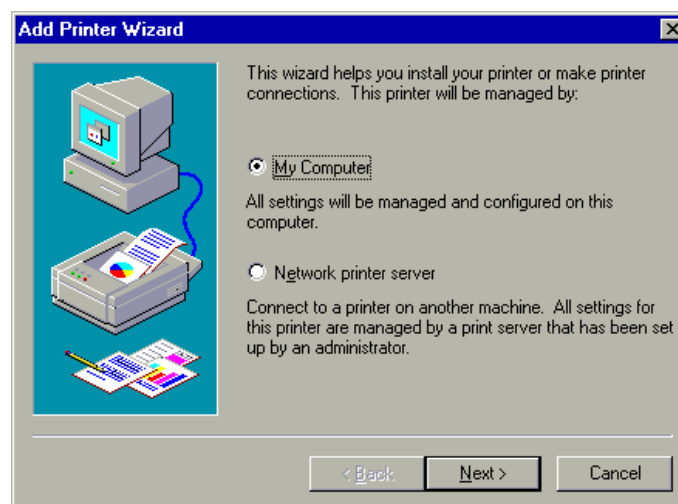 Add Printer Wizard
This wizard helps you install your printer or make printer
connections.  This printer will be managed by:
My Computer
All settings will be managed and configured on this
computer.
Network printer server
Connect to a printer on another machine.  All settings for
this printer are managed by a print server that has been set
up by an administrator.
< Back
Next >
Cancel